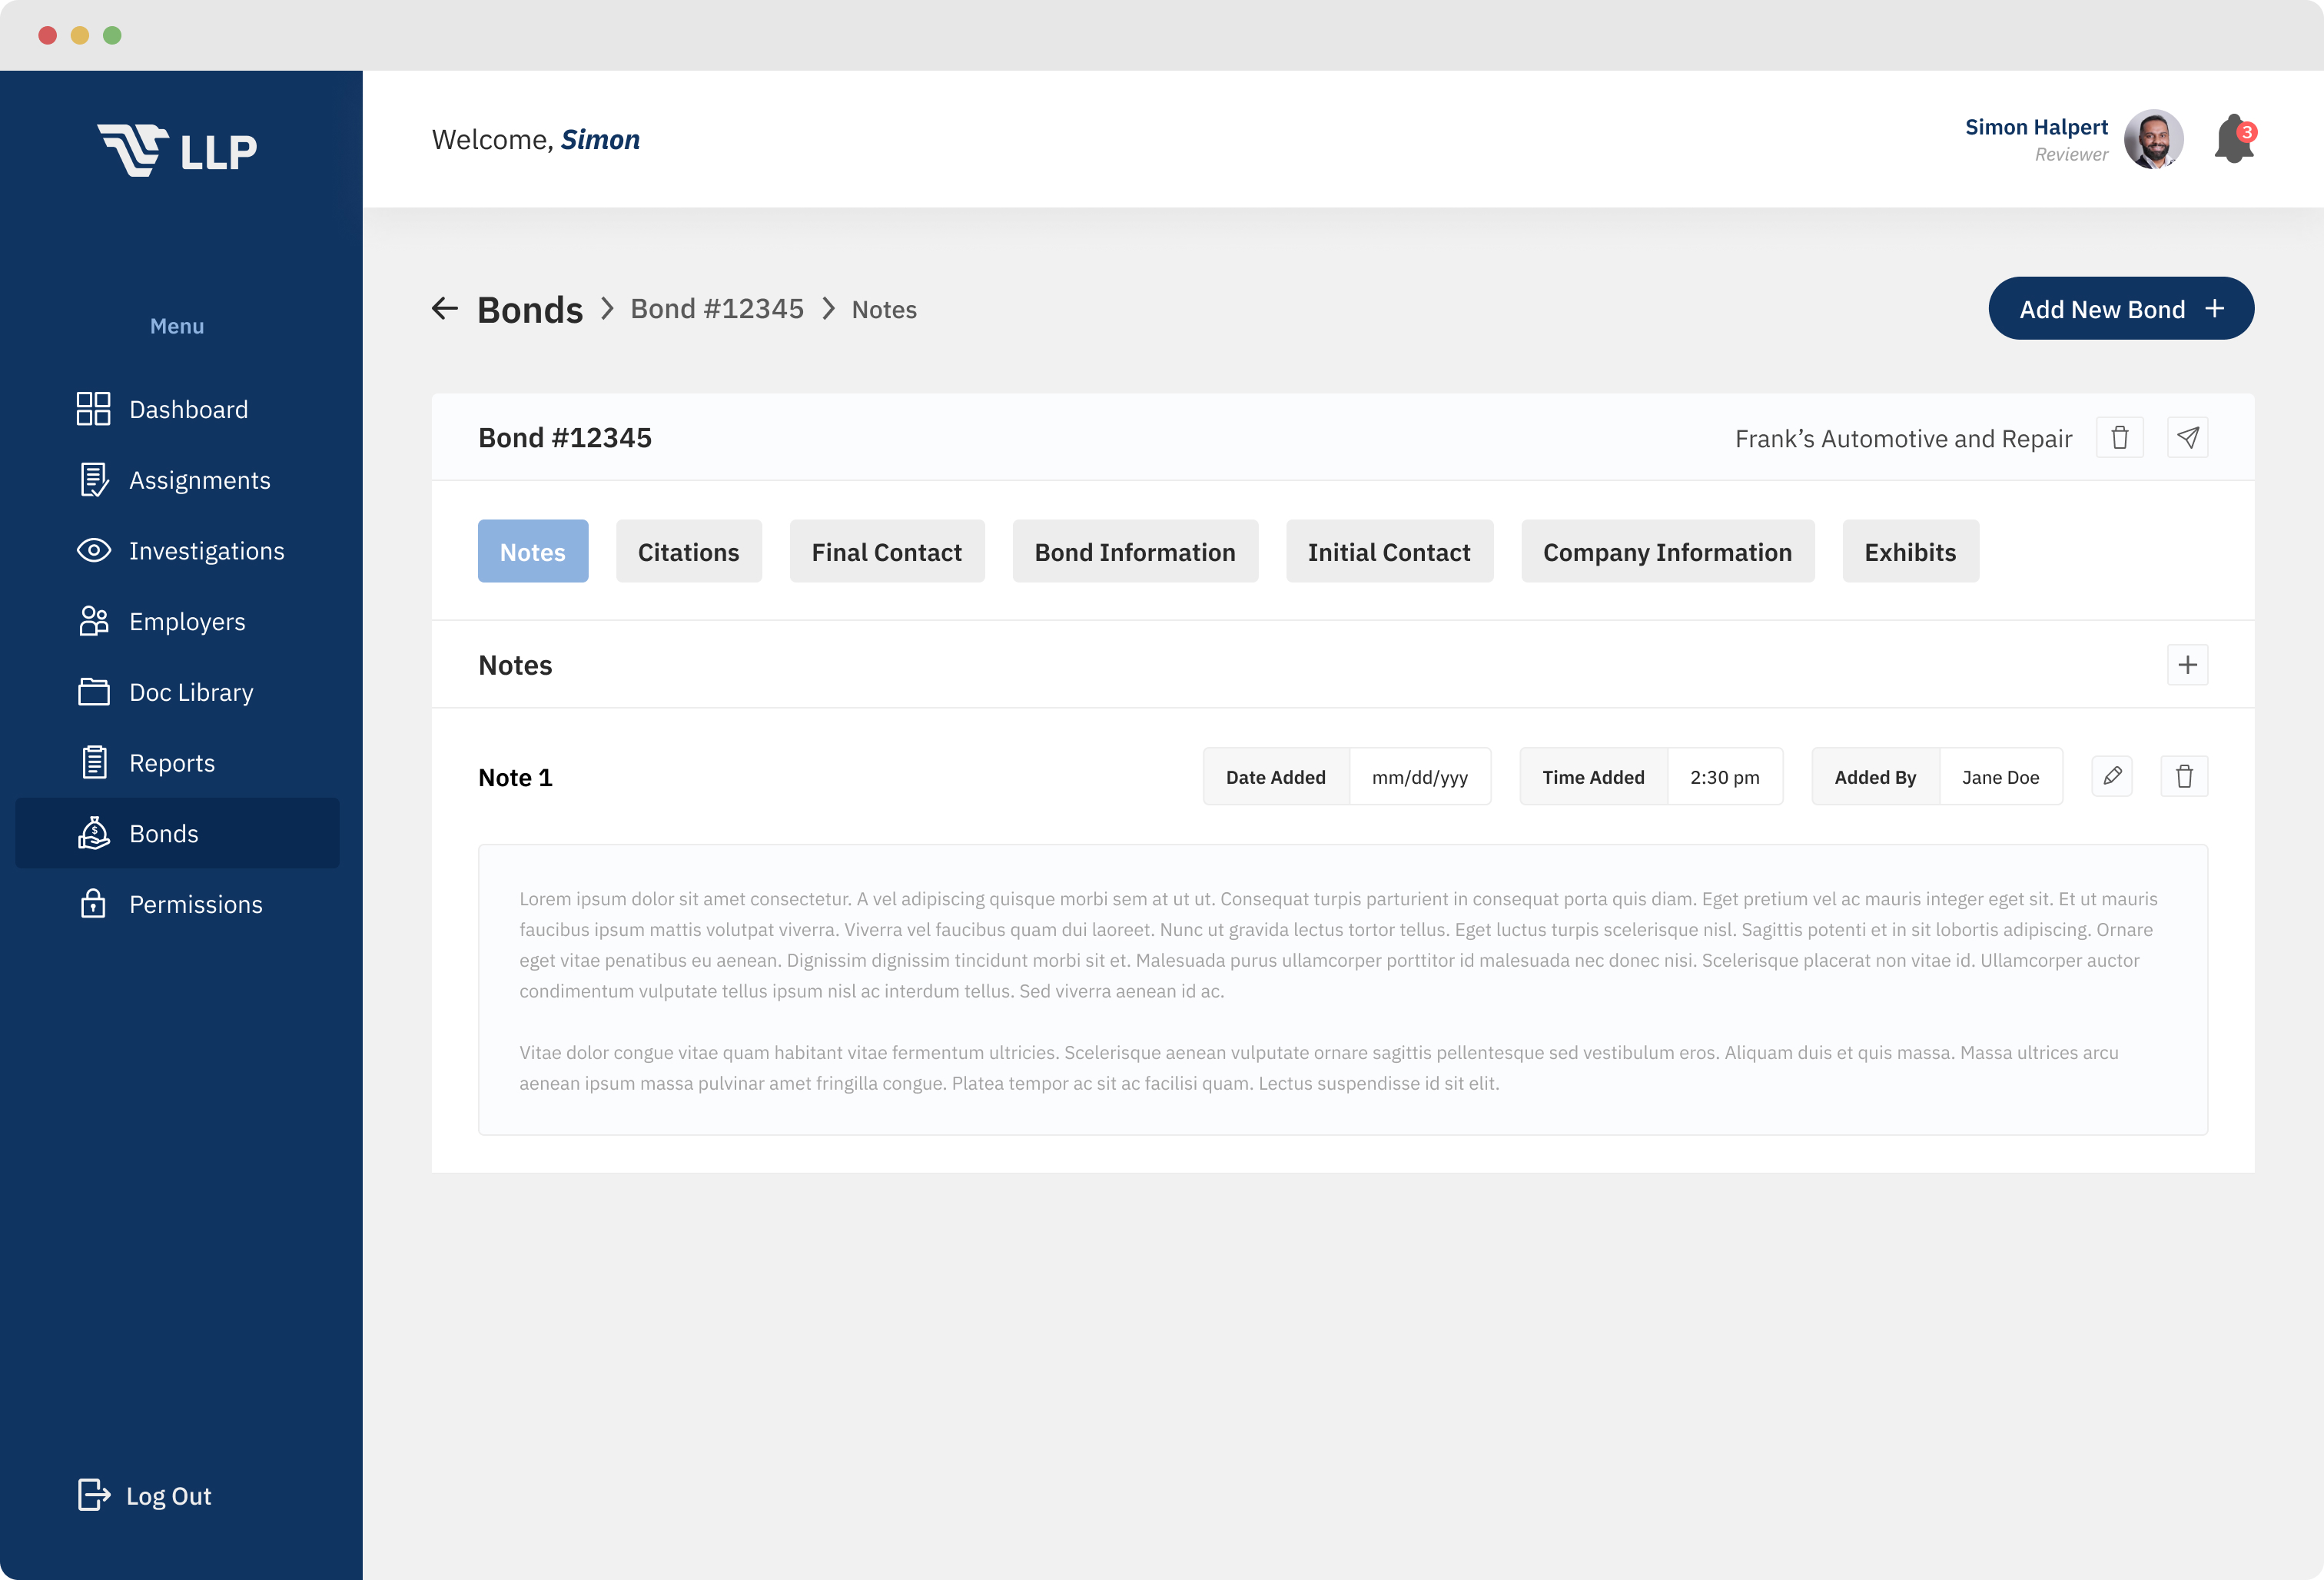 LLP
Menu
Dashboard
Assignments
Investigations
Employers
Doc Library
Reports
Bonds
Permissions
Log Out
Welcome, Simon
Simon Halpert
Reviewer
3
Bonds > Bond #12345 > Notes
Add New Bond +
Bond #12345
Frank’s Automotive and Repair
Notes
Citations
Final Contact
Bond Information
Initial Contact
Company Information
Exhibits
Notes
Note 1
Date Added mm/dd/yyy
Time Added 2:30 pm
Added By Jane Doe
$
Lorem ipsum dolor sit amet consectetur. A vel adipiscing quisque morbi sem at ut ut. Consequat turpis parturient in consequat porta quis diam. Eget pretium vel ac mauris integer eget sit. Et ut mauris
faucibus ipsum mattis volutpat viverra. Viverra vel faucibus quam dui laoreet. Nunc ut gravida lectus tortor tellus. Eget luctus turpis scelerisque nisl. Sagittis potenti et in sit lobortis adipiscing. Ornare
eget vitae penatibus eu aenean. Dignissim dignissim tincidunt morbi sit et. Malesuada purus ullamcorper porttitor id malesuada nec donec nisi. Scelerisque placerat non vitae id. Ullamcorper auctor
condimentum vulputate tellus ipsum nisl ac interdum tellus. Sed viverra aenean id ac.
Vitae dolor congue vitae quam habitant vitae fermentum ultricies. Scelerisque aenean vulputate ornare sagittis pellentesque sed vestibulum eros. Aliquam duis et quis massa. Massa ultrices arcu
aenean ipsum massa pulvinar amet fringilla congue. Platea tempor ac sit ac facilisi quam. Lectus suspendisse id sit elit.